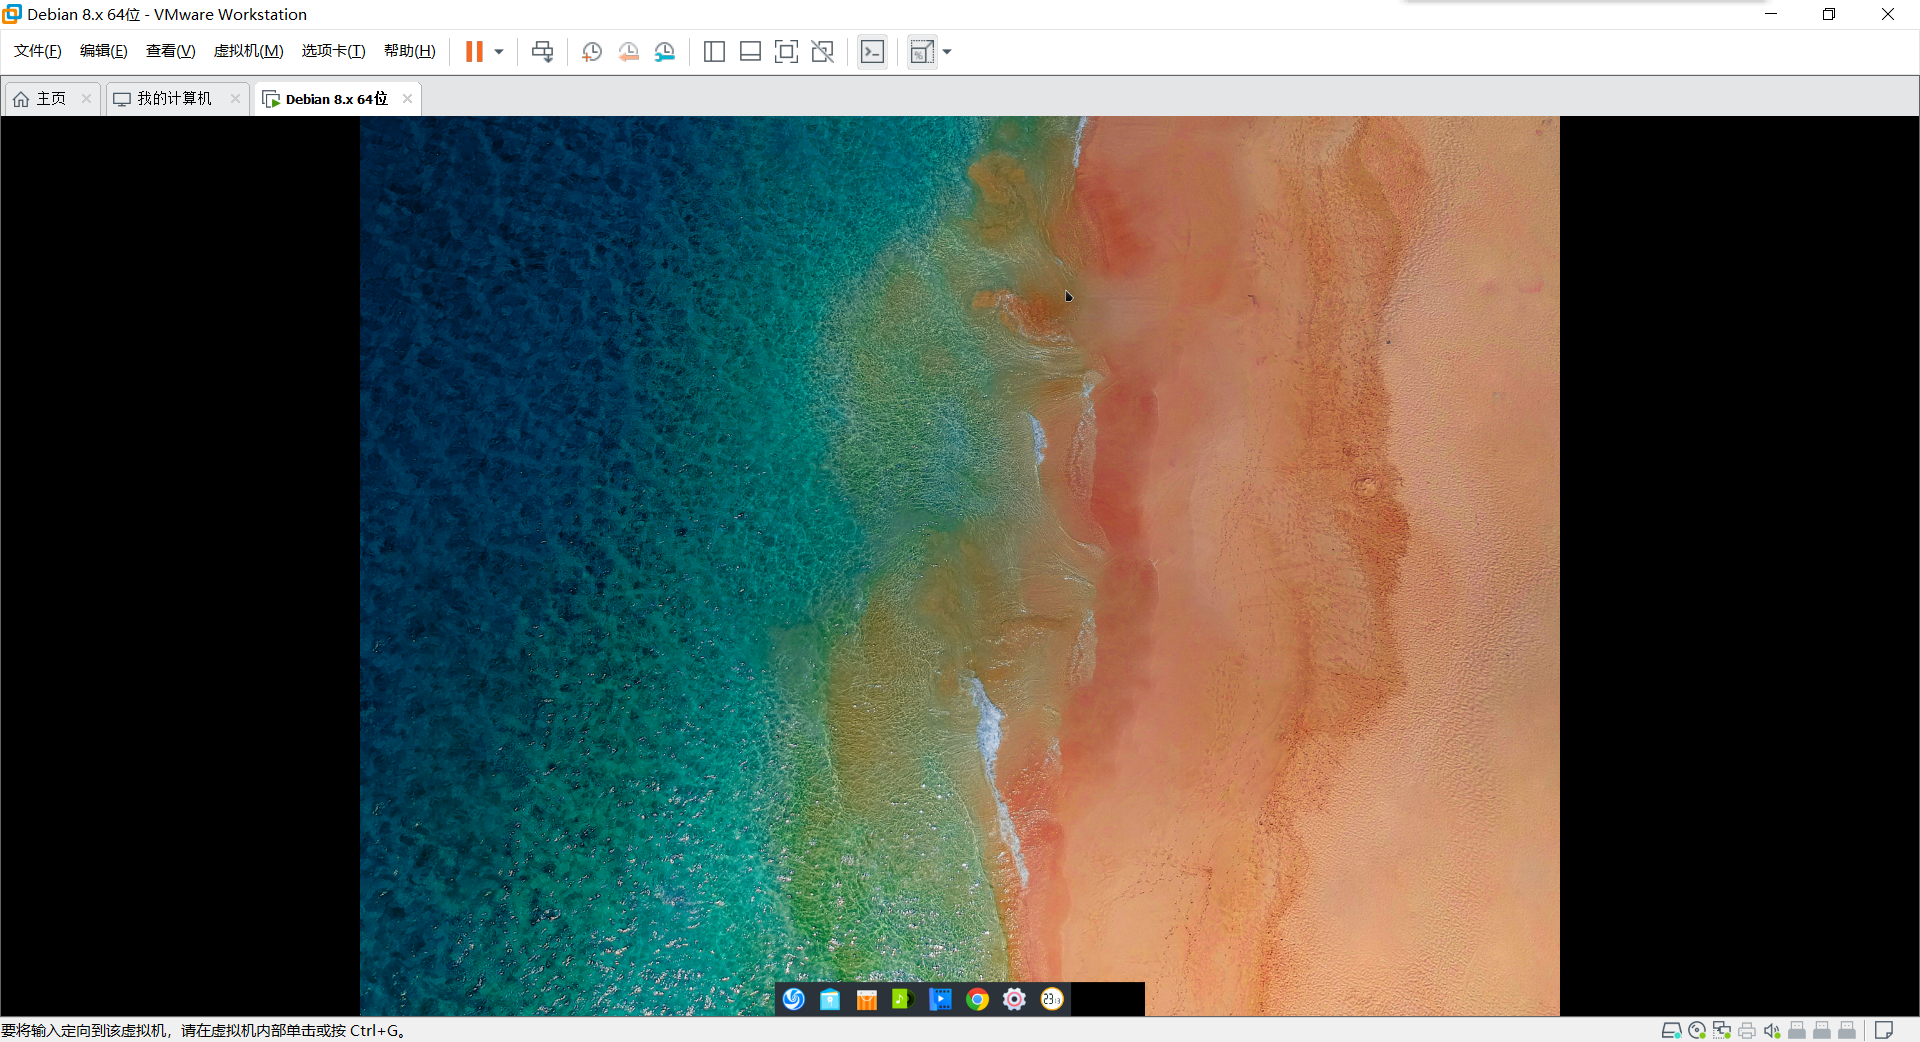 Debian 8.x 64位 - VMware Workstation
文件(F) 编辑(E) 查看(V) 虚拟机(M) 选项卡(T) 帮助(H)
主页 我的计算机 Debian 8.x 64位
要将输入定向到该虚拟机，请在虚拟机内部单击或按 Ctrl+G。